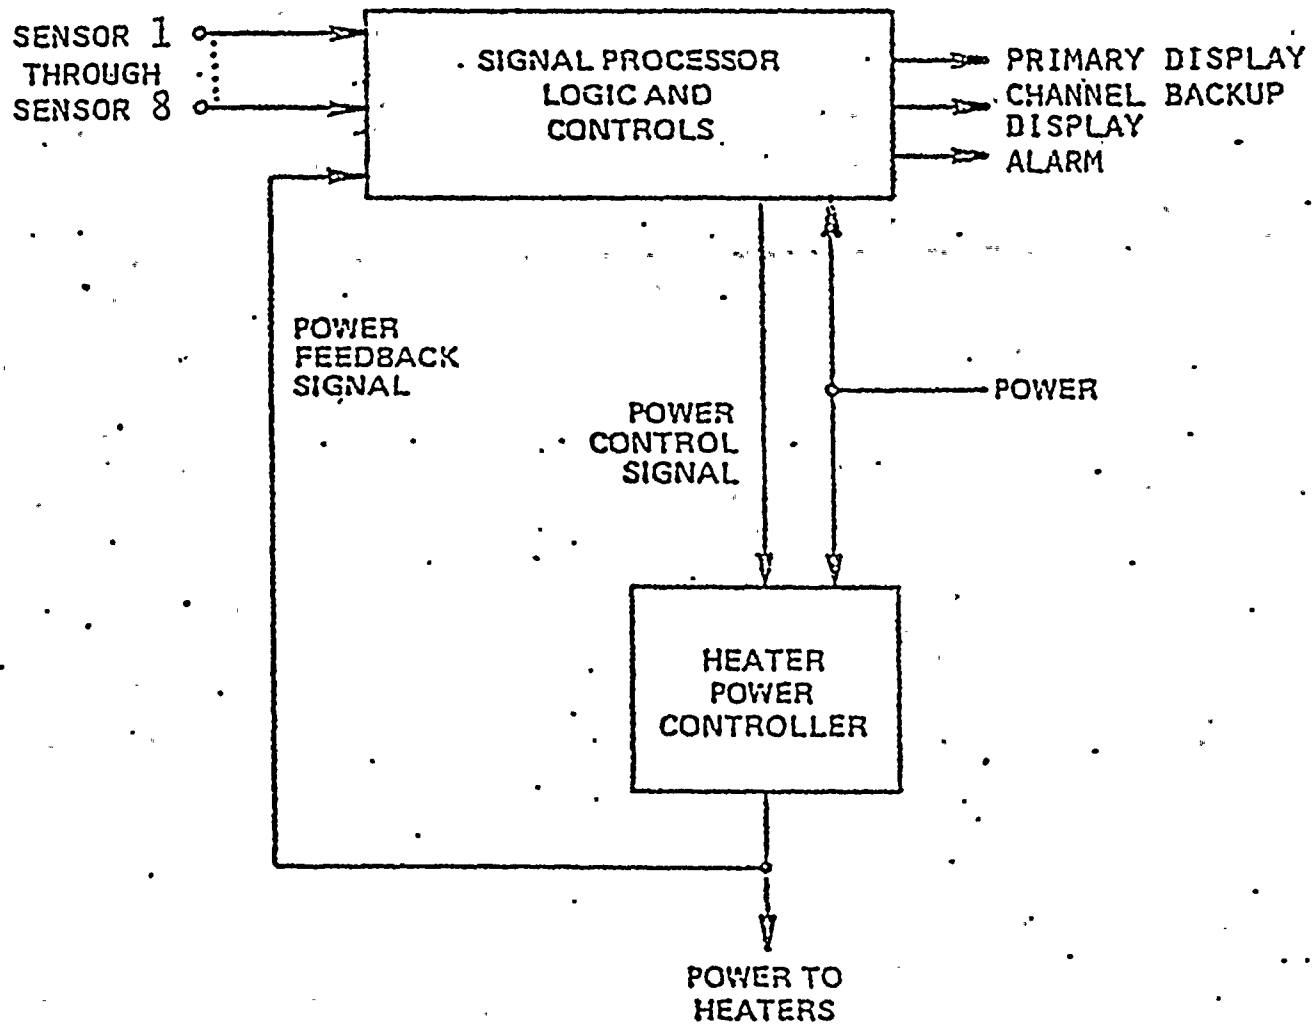 SENSOR 1
THROUGH
SENSOR 8
SIGNAL PROCESSOR
LOGIC AND
CONTROLS
PRIMARY DISPLAY
CHANNEL BACKUP
DISPLAY
ALARM
POWER
FEEDBACK
SIGNAL
POWER
CONTROL
SIGNAL
POWER
HEATER
POWER
CONTROLLER
POWER TO
HEATERS